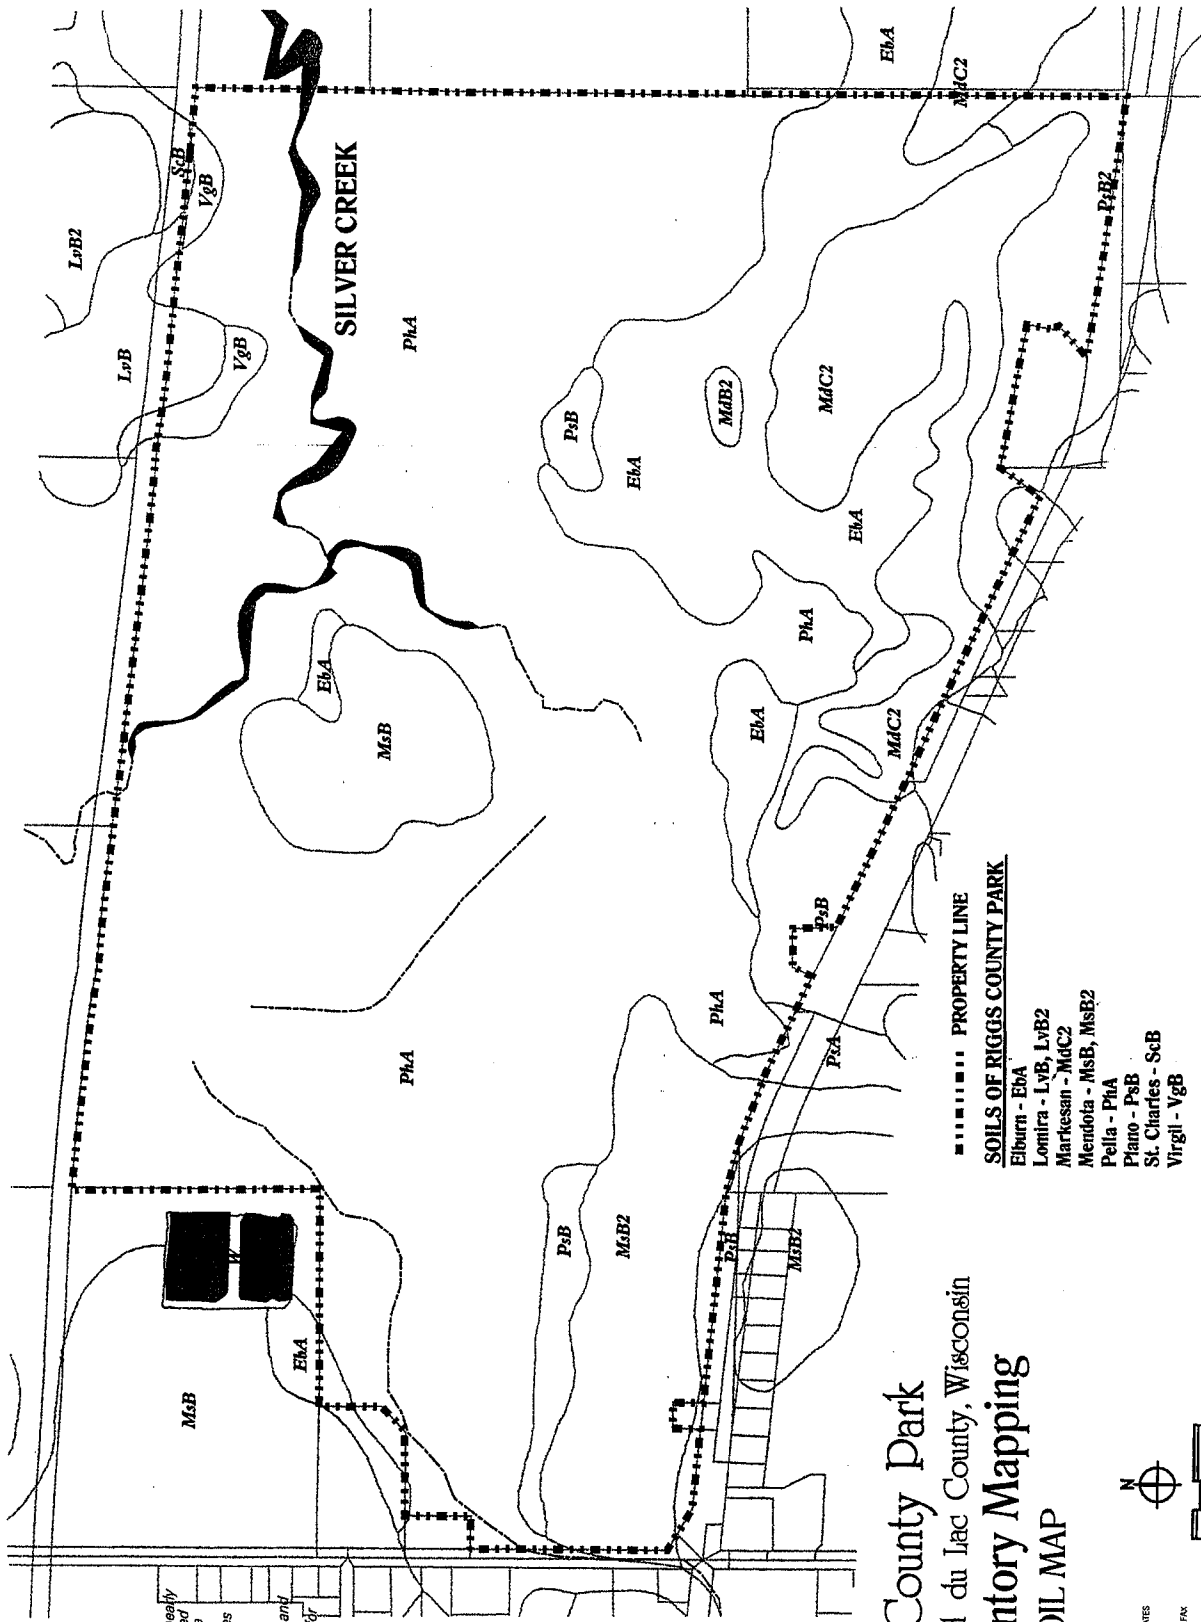 County Park
du Lac County, Wisconsin
ntory Mapping
OIL MAP
N
PROPERTY LINE
SOILS OF RIGGS COUNTY PARK
Elburn - EbA
Lomira - LvB, LvB2
Markesan - MdC2
Mendota - MsB, MsB2
Pella - PhA
Plano - PsB
St. Charles - ScB
Virgil - VgB
SILVER CREEK
MsB
EbA
W
PhA
MsB
EbA
LvB
LvB2
ScB
VgB
VgB
PhA
PsB
MsB2
PsB
MsB2
PhA
PsA
PsB
EbA
MdC2
PhA
EbA
PsB
EbA
MdB2
MdC2
PsB2
EbA
MdC2
and
FAX